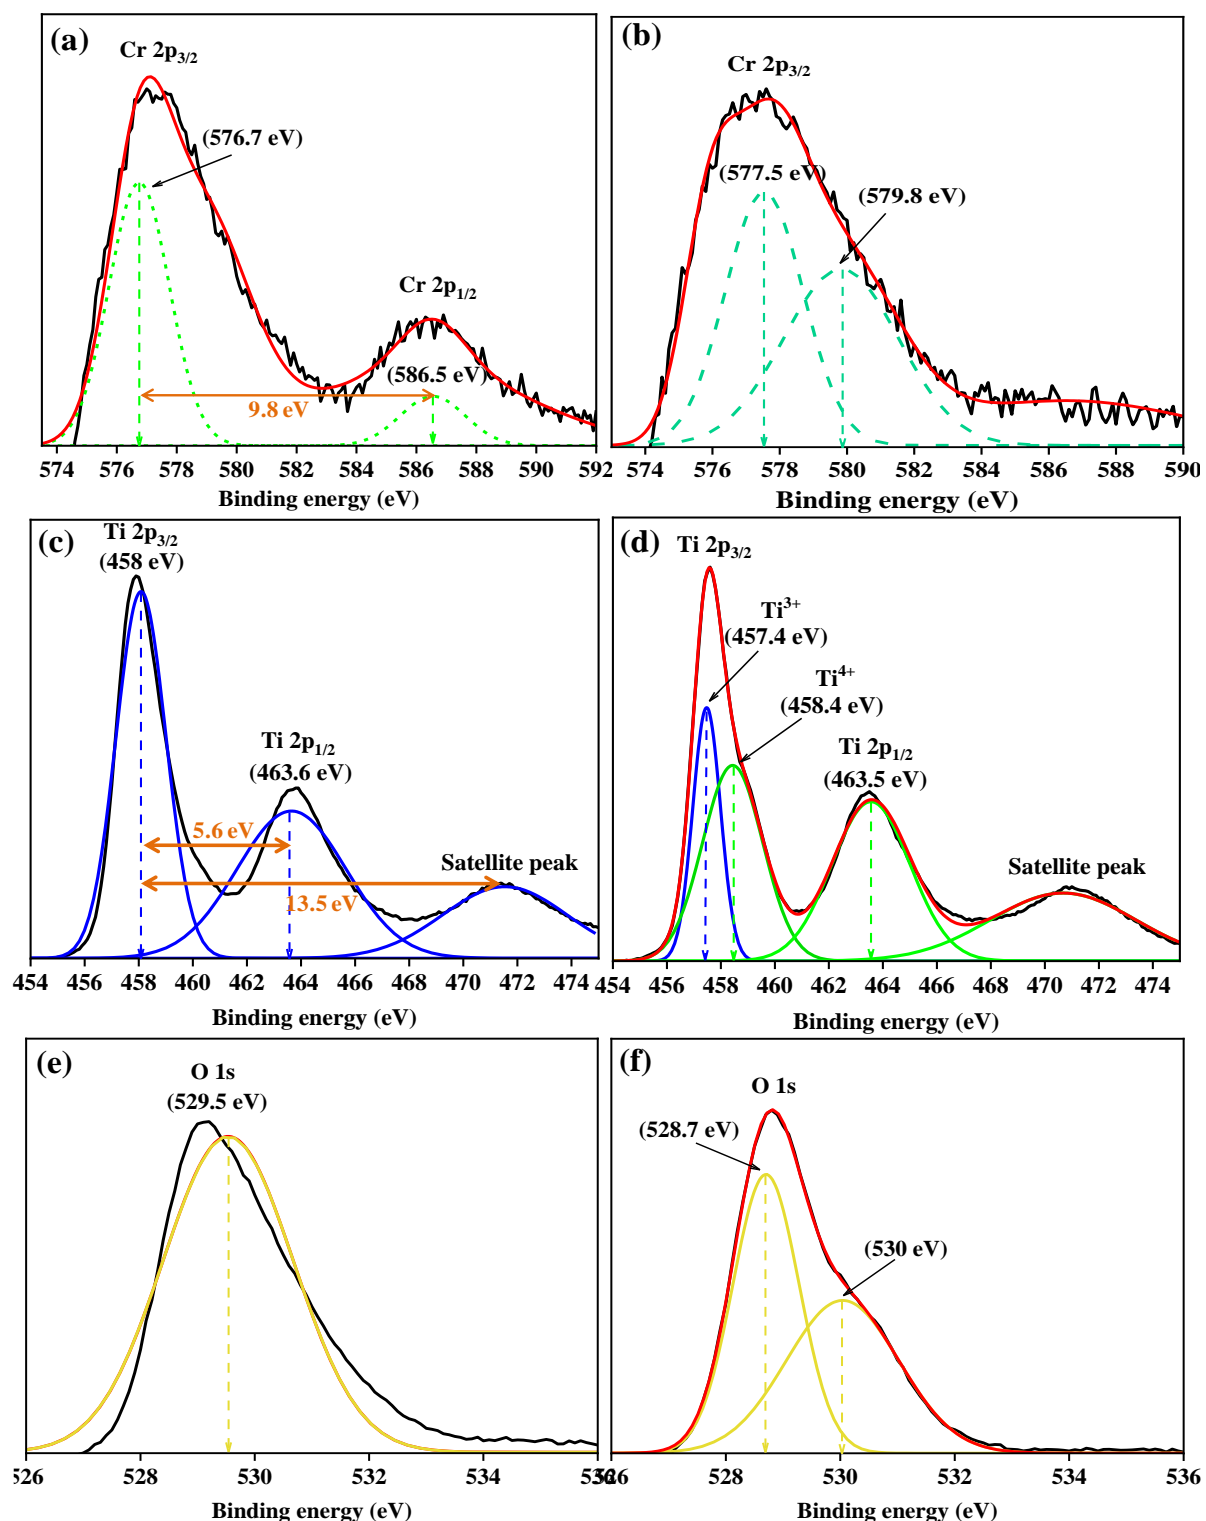 (a)
Cr 2p3/2
(576.7 eV)
Cr 2p1/2
(586.5 eV)
9.8 eV
574 576 578 580 582 584 586 588 590 592
Binding energy (eV)
(b)
Cr 2p3/2
(577.5 eV)
(579.8 eV)
574 576 578 580 582 584 586 588 590
Binding energy (eV)
(c)
Ti 2p3/2
(458 eV)
Ti 2p1/2
(463.6 eV)
5.6 eV
Satellite peak
13.5 eV
454 456 458 460 462 464 466 468 470 472 474
Binding energy (eV)
(d)
Ti 2p3/2
Ti3+
(457.4 eV)
Ti4+
(458.4 eV)
Ti 2p1/2
(463.5 eV)
Satellite peak
454 456 458 460 462 464 466 468 470 472 474
Binding energy (eV)
(e)
O 1s
(529.5 eV)
526 528 530 532 534 536
Binding energy (eV)
(f)
O 1s
(528.7 eV)
(530 eV)
526 528 530 532 534 536
Binding energy (eV)